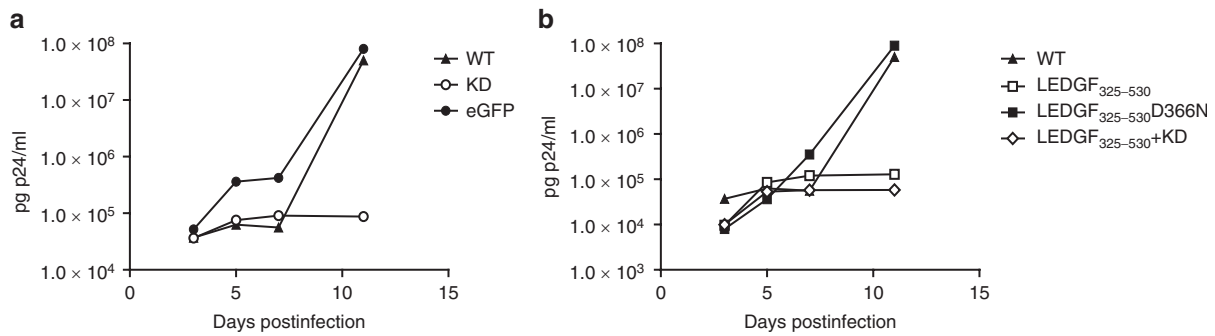 a
pg p24/ml
1.0 × 10⁸
1.0 × 10⁷
1.0 × 10⁶
1.0 × 10⁵
1.0 × 10⁴
0 5 10 15
Days postinfection
WT
KD
eGFP
b
pg p24/ml
1.0 × 10⁸
1.0 × 10⁷
1.0 × 10⁶
1.0 × 10⁵
1.0 × 10⁴
1.0 × 10³
0 5 10 15
Days postinfection
WT
LEDGF₃₂₅₋₅₃₀
LEDGF₃₂₅₋₅₃₀D366N
LEDGF₃₂₅₋₅₃₀+KD